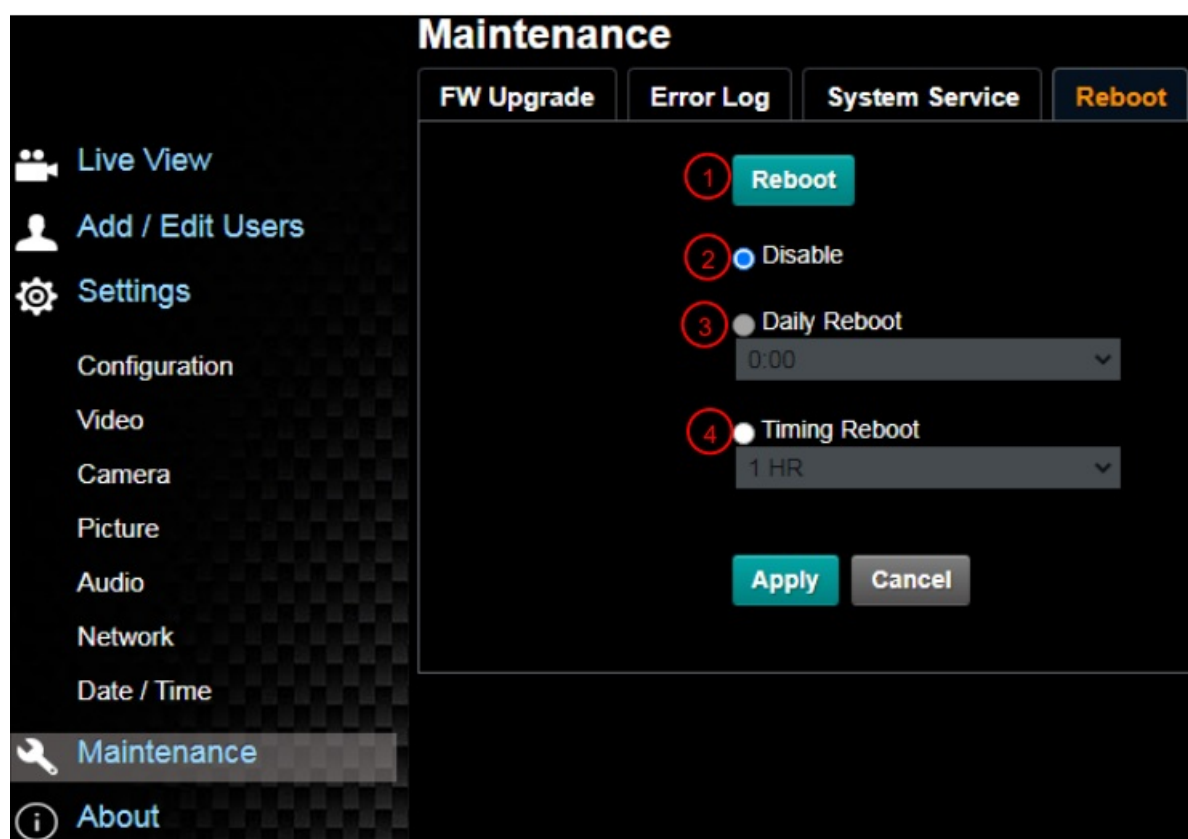 Maintenance
FW Upgrade Error Log System Service Reboot
Live View
Add / Edit Users
Settings
Configuration
Video
Camera
Picture
Audio
Network
Date / Time
Maintenance
About
1 Reboot
2 Disable
3 Daily Reboot
0:00
4 Timing Reboot
1 HR
Apply Cancel